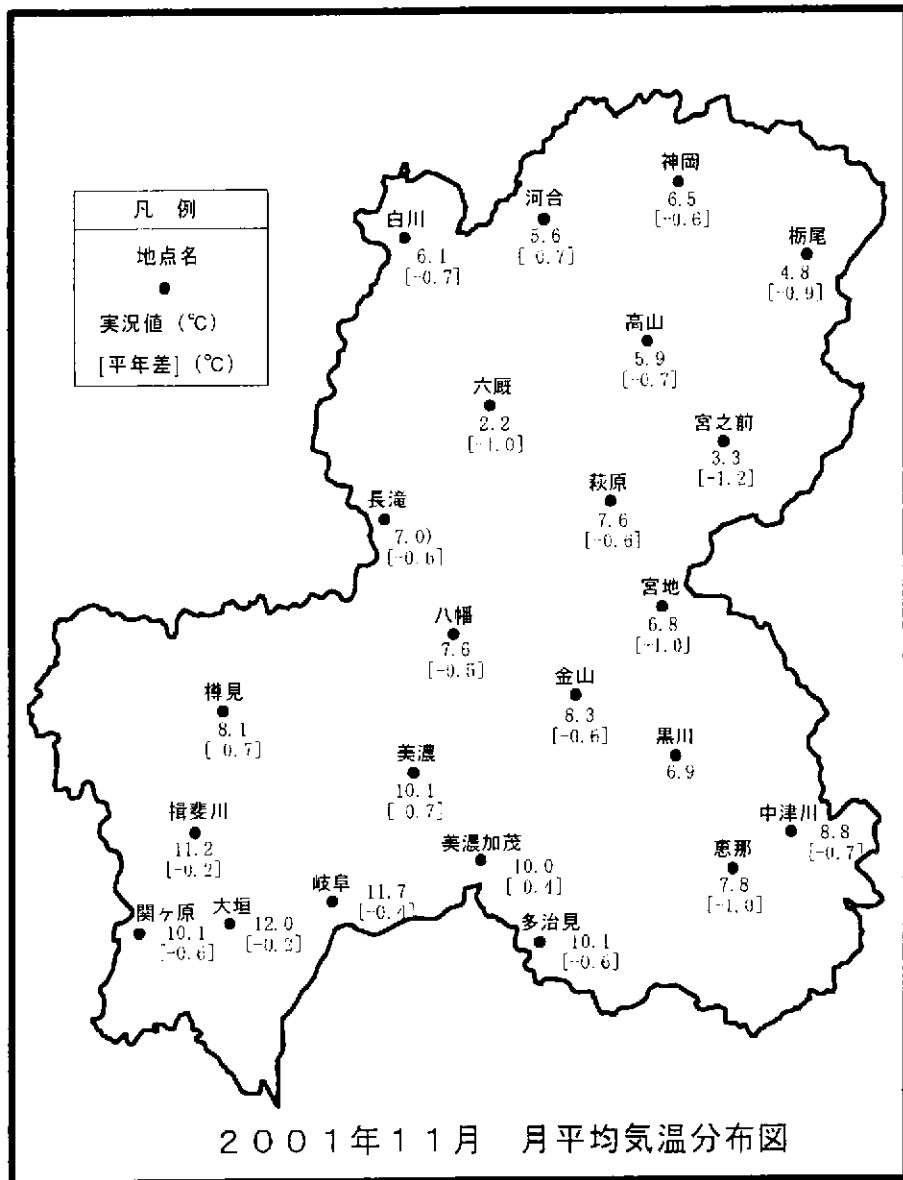 凡 例
地点名
実況値 (℃)
[平年差] (℃)
神岡
6.5
[-0.6]
河合
5.6
[ 0.7]
白川
6.1
[-0.7]
栃尾
4.8
[-0.9]
高山
5.9
[-0.7]
六厩
2.2
[-1.0]
宮之前
3.3
[-1.2]
萩原
7.6
[-0.6]
長滝
7.0)
[-0.6]
宮地
6.8
[-1.0]
八幡
7.6
[-0.5]
金山
8.3
[-0.6]
樽見
8.1
[ 0.7]
黒川
6.9
美濃
10.1
[ 0.7]
揖斐川
11.2
[-0.2]
中津川
8.8
[-0.7]
美濃加茂
10.0
[ 0.4]
恵那
7.8
[-1.0]
岐阜
11.7
[-0.4]
関ヶ原
10.1
[-0.6]
大垣
12.0
[-0.2]
多治見
10.1
[-0.6]
2001年11月 月平均気温分布図